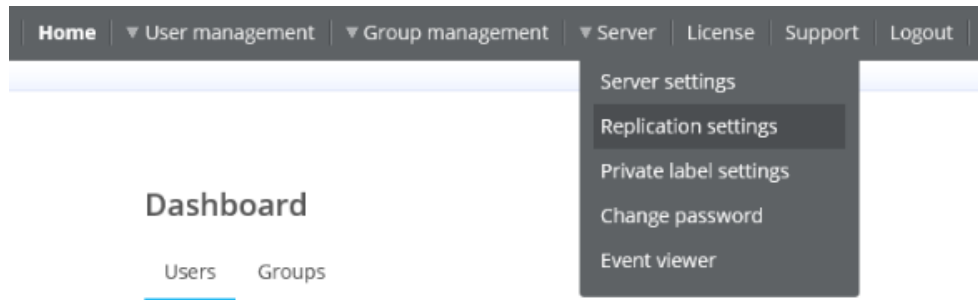 Home ▼ User management ▼ Group management ▼ Server License Support Logout
Server settings
Replication settings
Private label settings
Change password
Event viewer
Dashboard
Users Groups